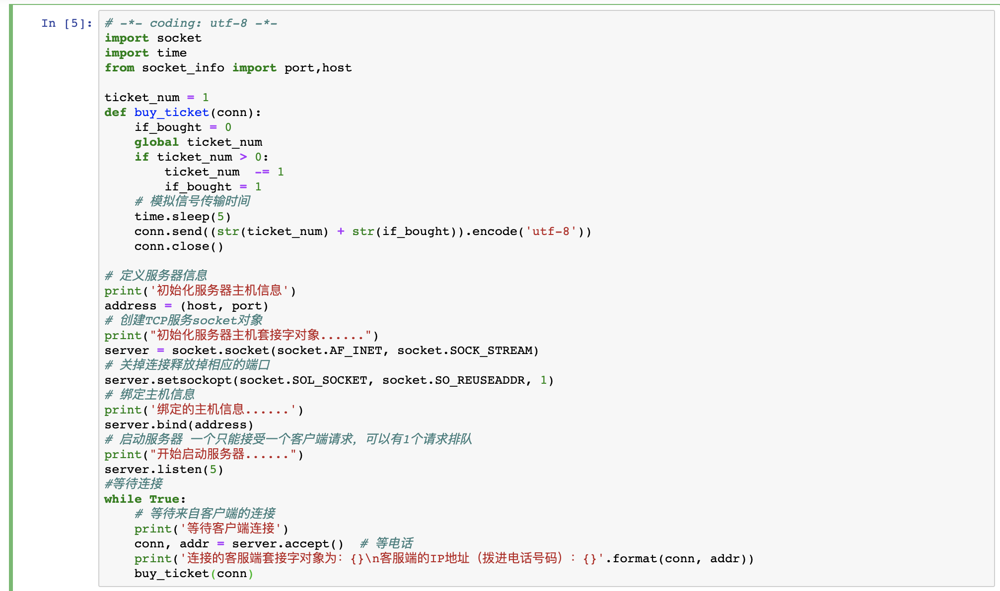 In [5]:
# -*- coding: utf-8 -*-
import socket
import time
from socket_info import port,host

ticket_num = 1
def buy_ticket(conn):
    if_bought = 0
    global ticket_num
    if ticket_num > 0:
        ticket_num  -= 1
        if_bought = 1
    # 模拟信号传输时间
    time.sleep(5)
    conn.send((str(ticket_num) + str(if_bought)).encode('utf-8'))
    conn.close()

# 定义服务器信息
print('初始化服务器主机信息')
address = (host, port)
# 创建TCP服务socket对象
print("初始化服务器主机套接字对象......")
server = socket.socket(socket.AF_INET, socket.SOCK_STREAM)
# 关掉连接释放掉相应的端口
server.setsockopt(socket.SOL_SOCKET, socket.SO_REUSEADDR, 1)
# 绑定主机信息
print('绑定的主机信息......')
server.bind(address)
# 启动服务器 一个只能接受一个客户端请求，可以有1个请求排队
print("开始启动服务器......")
server.listen(5)
#等待连接
while True:
    # 等待来自客户端的连接
    print('等待客户端连接')
    conn, addr = server.accept()  # 等电话
    print('连接的客服端套接字对象为：{}\n客服端的IP地址（拨进电话号码）：{}'.format(conn, addr))
    buy_ticket(conn)